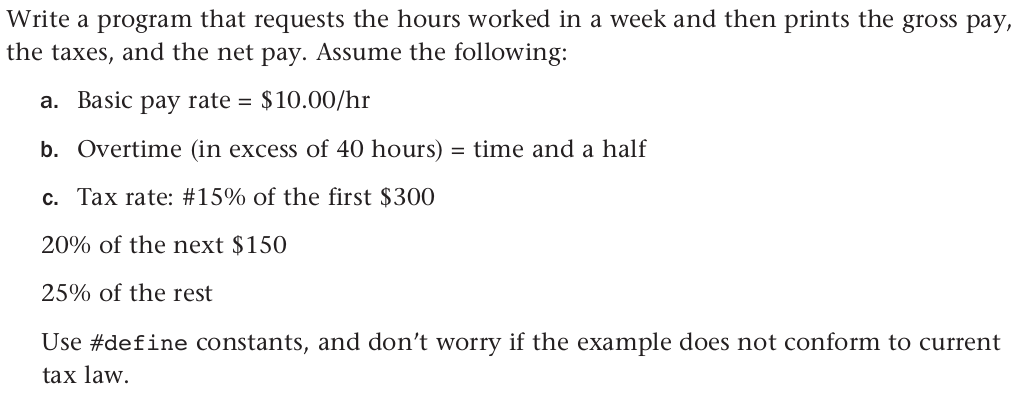 Write a program that requests the hours worked in a week and then prints the gross pay,
the taxes, and the net pay. Assume the following:
a. Basic pay rate = $10.00/hr
b. Overtime (in excess of 40 hours) = time and a half
c. Tax rate: #15% of the first $300
20% of the next $150
25% of the rest
Use #define constants, and don’t worry if the example does not conform to current
tax law.